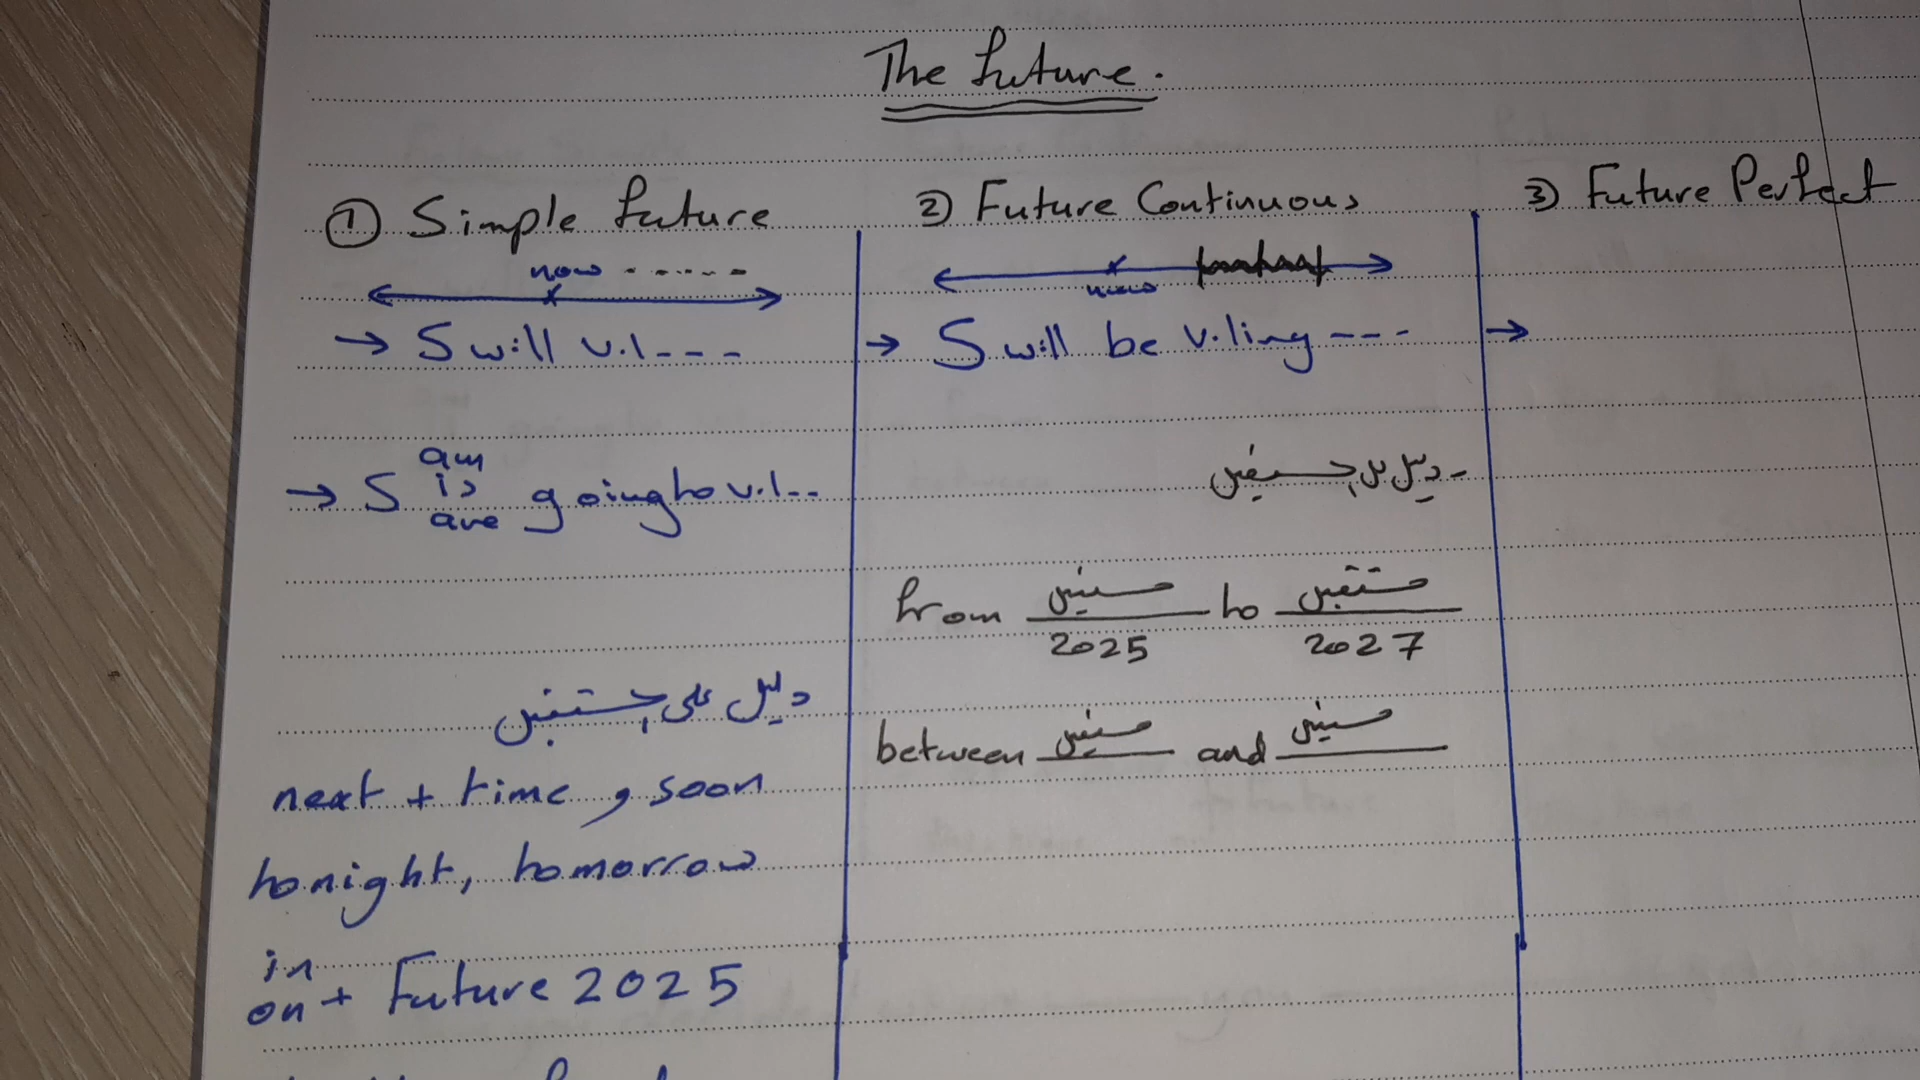 The future.
① Simple future
now ------
→ S will v.1 - - -
→ S am is are going to v.1 - -
دليل على مستقبل
next + time , soon
tonight, tomorrow
in
on + Future 2025
2) Future Continuous
now
→ S will be v.1ing - - -
- دليل على مستقبل
from مستقبل to مستقبل
2025 2027
between مستقبل and مستقبل
3) Future Perfect
→